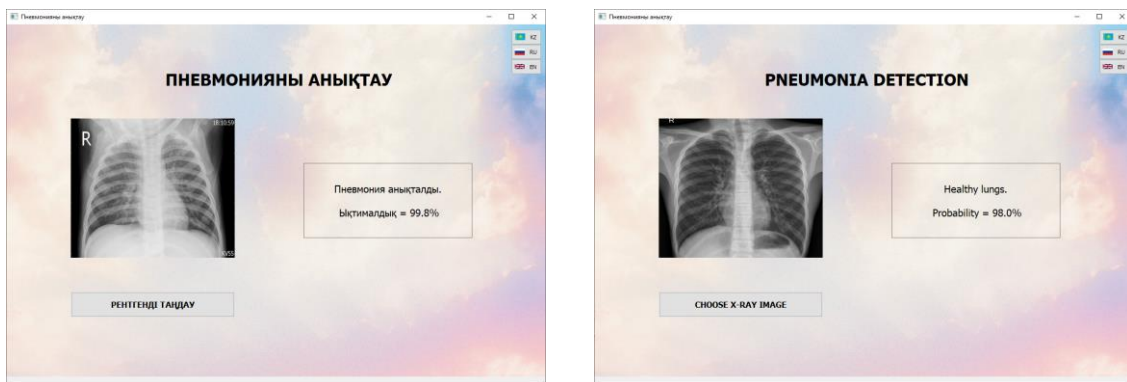 Пневмонияны анықтау
KZ
RU
EN
ПНЕВМОНИЯНЫ АНЫҚТАУ
R
Пневмония анықталды.
Ықтималдық = 99.8%
РЕНТГЕНДІ ТАҢДАУ
Пневмонияны анықтау
KZ
RU
EN
PNEUMONIA DETECTION
R
Healthy lungs.
Probability = 98.0%
CHOOSE X-RAY IMAGE